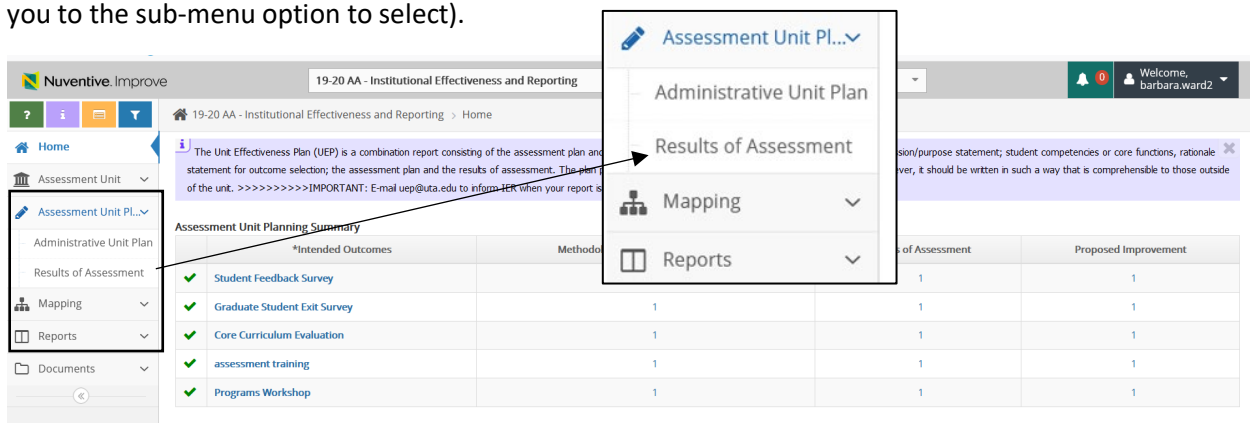 you to the sub-menu option to select).
Nuventive. Improve
19-20 AA - Institutional Effectiveness and Reporting
0
Welcome,
barbara.ward2
? i
19-20 AA - Institutional Effectiveness and Reporting > Home
Home
Assessment Unit
Assessment Unit Pl...
Administrative Unit Plan
Results of Assessment
Mapping
Reports
Documents
i The Unit Effectiveness Plan (UEP) is a combination report consisting of the assessment plan and sion/purpose statement; student competencies or core functions, rationale
statement for outcome selection; the assessment plan and the results of assessment. The plan ever, it should be written in such a way that is comprehensible to those outside
of the unit. >>>>>>>>>>IMPORTANT: E-mail uep@uta.edu to inform IER when your report is
Assessment Unit Planning Summary
*Intended Outcomes Methodol s of Assessment Proposed Improvement
Student Feedback Survey 1 1
Graduate Student Exit Survey 1 1 1
Core Curriculum Evaluation 1 1 1
assessment training 1 1 1
Programs Workshop 1 1 1
Assessment Unit Pl...
Administrative Unit Plan
Results of Assessment
Mapping
Reports